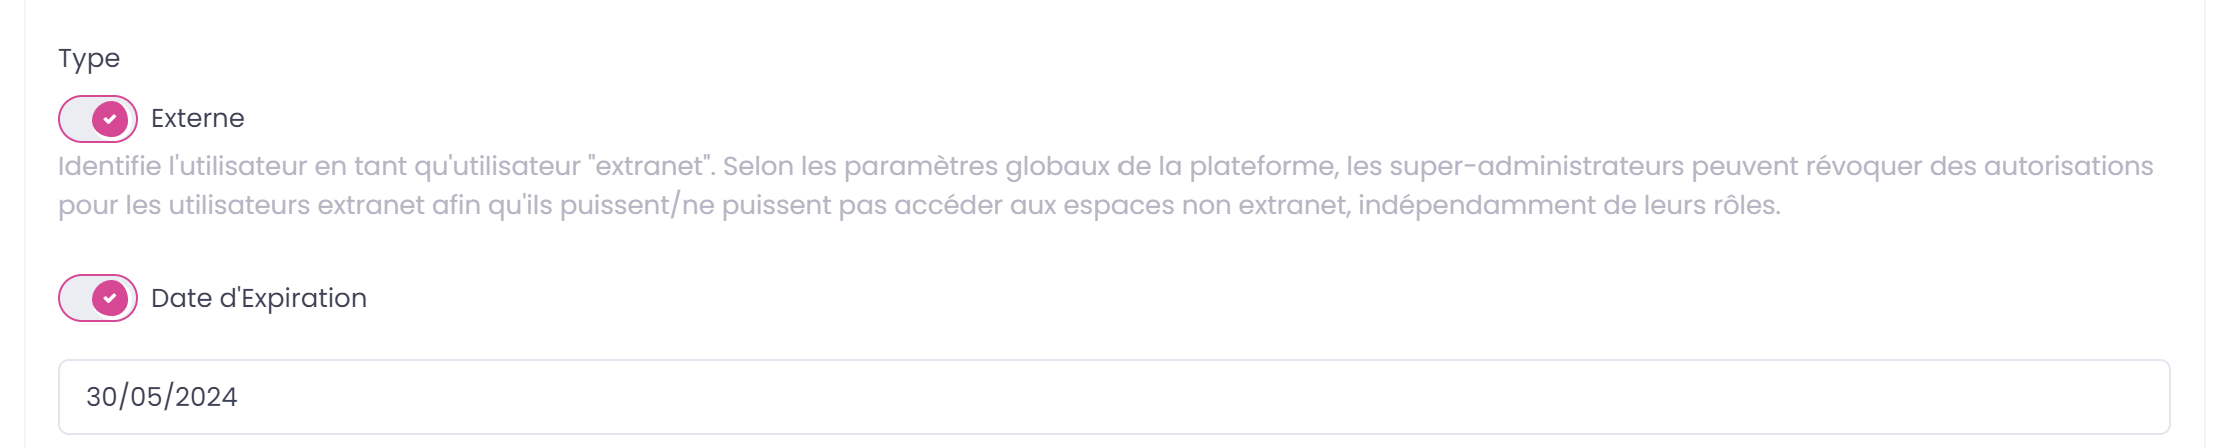 Type
Externe
Identifie l'utilisateur en tant qu'utilisateur "extranet". Selon les paramètres globaux de la plateforme, les super-administrateurs peuvent révoquer des autorisations
pour les utilisateurs extranet afin qu'ils puissent/ne puissent pas accéder aux espaces non extranet, indépendamment de leurs rôles.
Date d'Expiration
30/05/2024